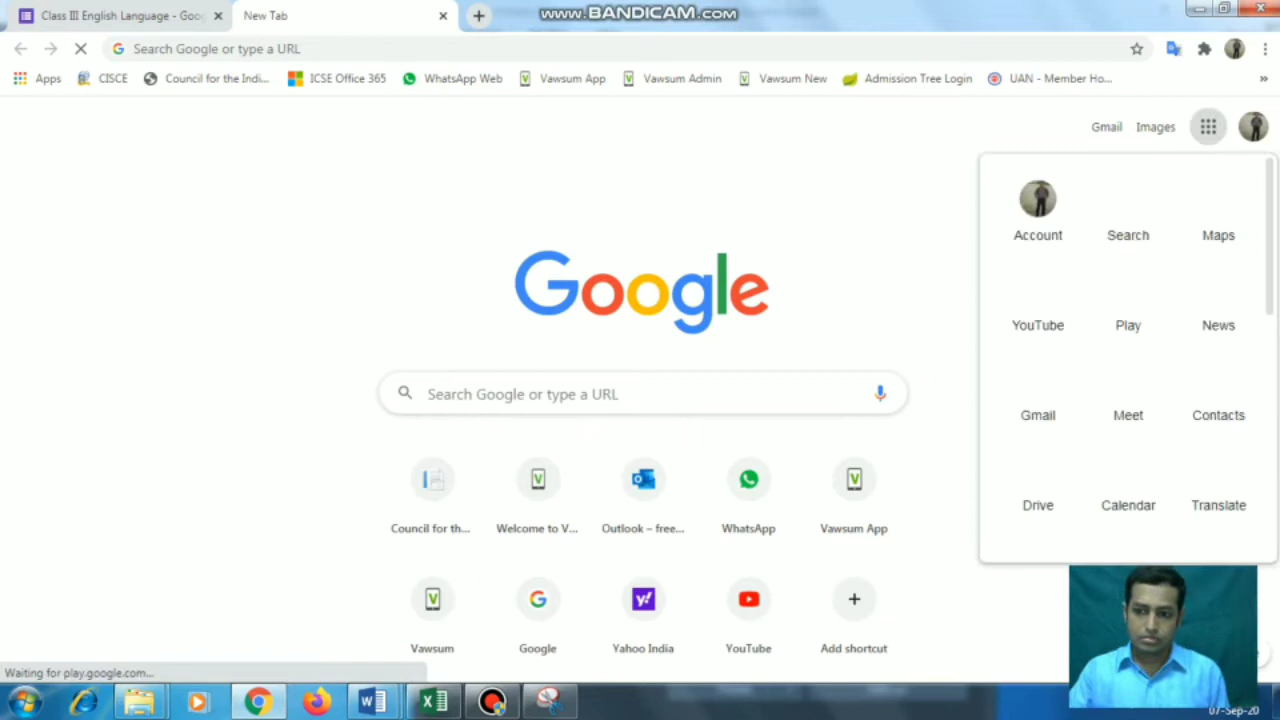 Class III English Language - Goog
New Tab
www.BANDICAM.com
Search Google or type a URL
Apps
CISCE
Council for the Indi...
ICSE Office 365
WhatsApp Web
Vawsum App
Vawsum Admin
Vawsum New
Admission Tree Login
UAN - Member Ho...
»
Gmail
Images
Account
Search
Maps
Google
YouTube
Play
News
Search Google or type a URL
Gmail
Meet
Contacts
Drive
Calendar
Translate
Council for th...
Welcome to V...
Outlook – free...
WhatsApp
Vawsum App
Vawsum
Google
Yahoo India
YouTube
Add shortcut
Waiting for play.google.com...
07-Sep-20